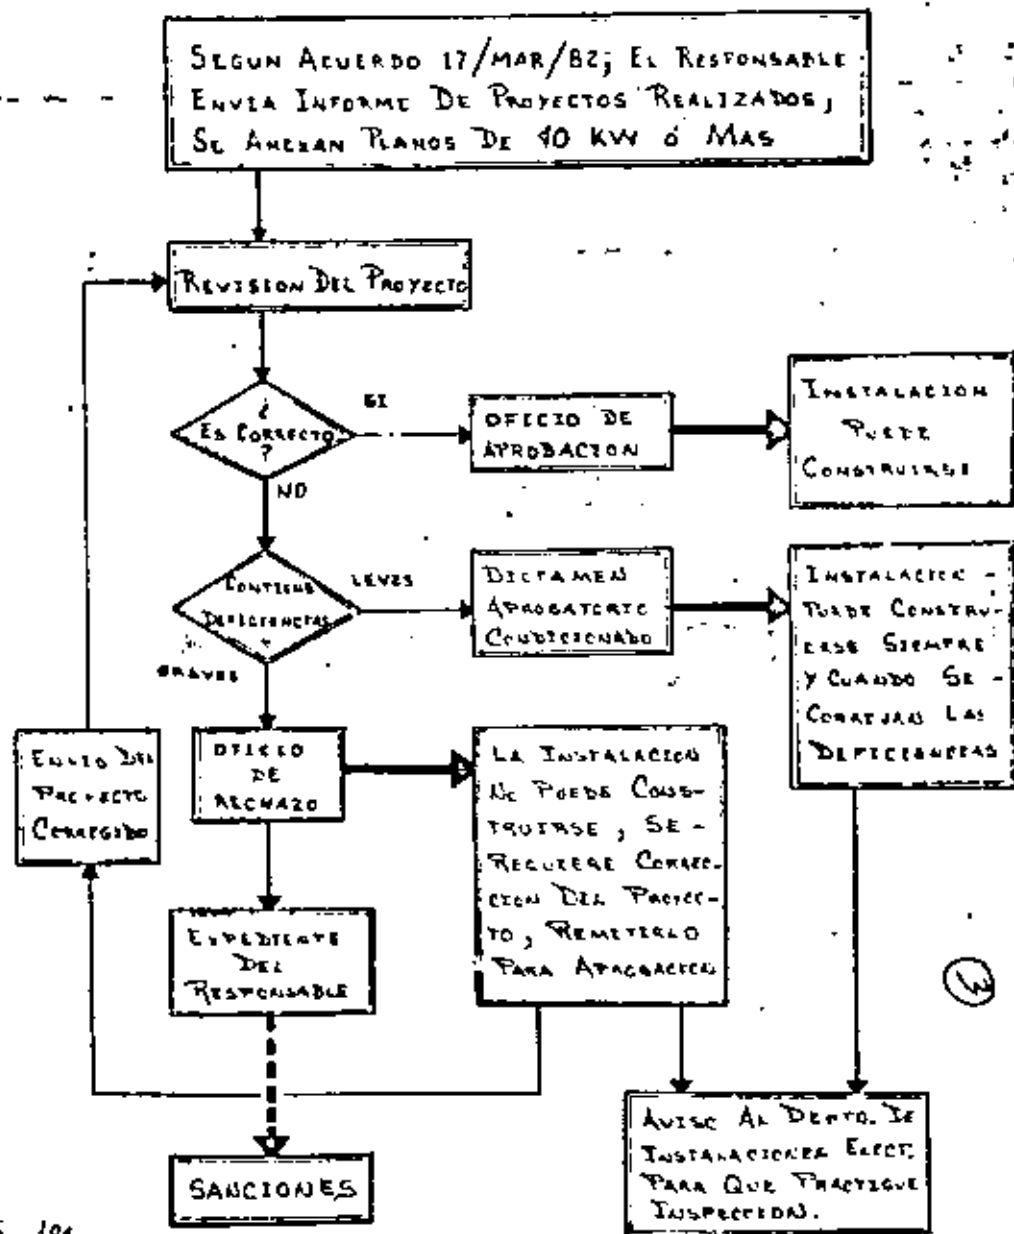 SEGUN ACUERDO 17/MAR/82; EL RESPONSABLE
ENVIA INFORME DE PROYECTOS REALIZADOS,
SE ANEXAN PLANOS DE 40 KW ó MAS
REVISION DEL PROYECTO
¿
ES CORRECTO
?
SI
OFICIO DE
APROBACION
INSTALACION
PUEDE
CONSTRUIRSE
NO
CONTIENE
DEFICIENCIAS
LEVES
DICTAMEN
APROBATORIO
CONDICIONADO
INSTALACION -
PUEDE CONSTRU-
IRSE SIEMPRE
Y CUANDO SE -
CORRIJAN LAS
DEFICIENCIAS
GRAVES
OFICIO
DE
RECHAZO
LA INSTALACION
NO PUEDE CONS-
TRUIRSE, SE -
REQUIERE CORREC-
CION DEL PROYEC-
TO, REMITIRLO
PARA APROBACION
ENVIO DEL
PROYECTO
CORREGIDO
EXPEDIENTE
DEL
RESPONSABLE
SANCIONES
AVISO AL DEPTO. DE
INSTALACIONES ELECT.
PARA QUE PRACTIQUE
INSPECCION.